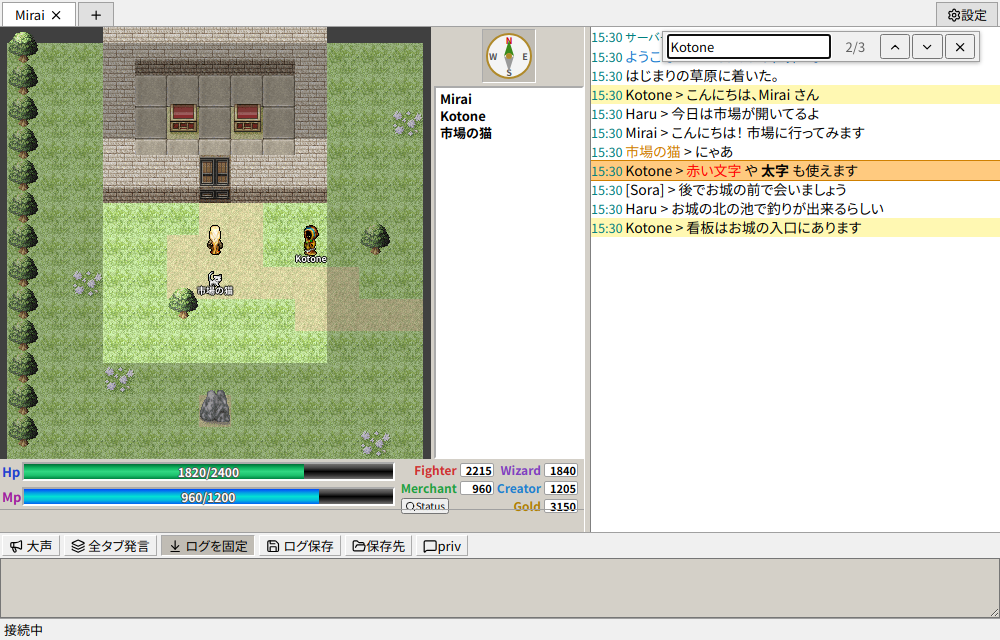 Mirai × +
設定
N
W E
S
Mirai
Kotone
市場の猫
Kotone
市場の猫
Kotone 2/3
15:30 サーバ
15:30 ようこ
15:30 はじまりの草原に着いた。
15:30 Kotone > こんにちは、Mirai さん
15:30 Haru > 今日は市場が開いてるよ
15:30 Mirai > こんにちは！市場に行ってみます
15:30 市場の猫 > にゃあ
15:30 Kotone > 赤い文字 や 太字 も使えます
15:30 [Sora] > 後でお城の前で会いましょう
15:30 Haru > お城の北の池で釣りが出来るらしい
15:30 Kotone > 看板はお城の入口にあります
Hp 1820/2400
Mp 960/1200
Fighter 2215 Wizard 1840
Merchant 960 Creator 1205
Status Gold 3150
大声 全タブ発言 ログを固定 ログ保存 保存先 priv
接続中